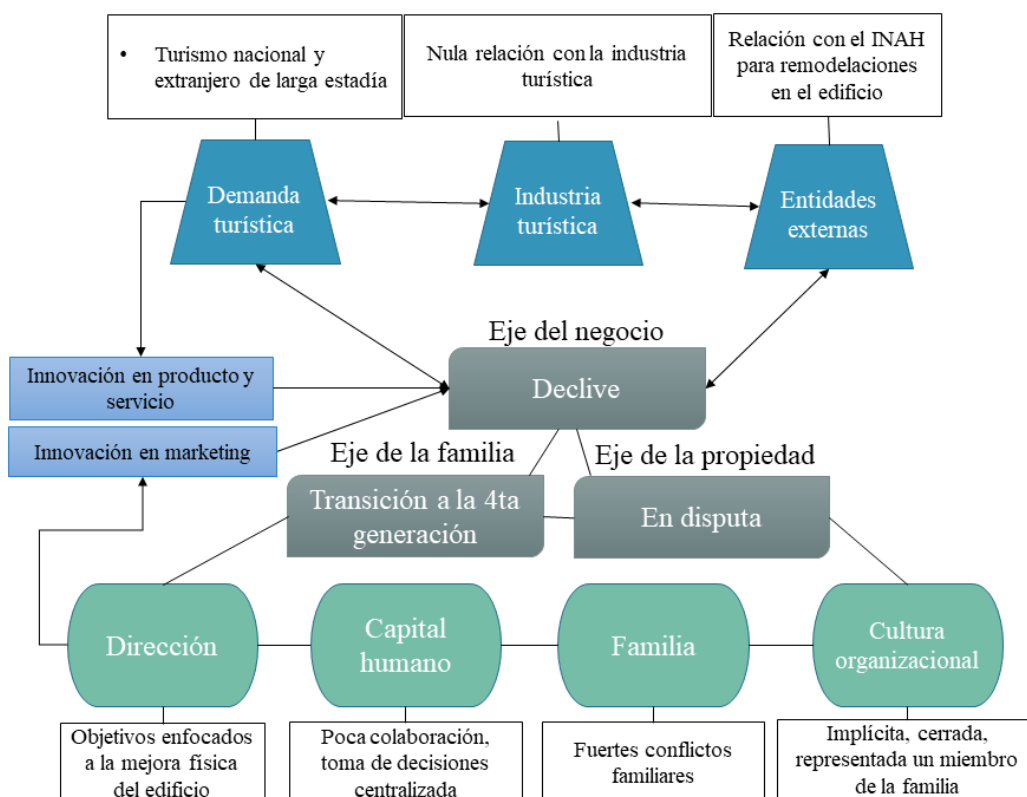 • Turismo nacional y
extranjero de larga estadía
Nula relación con la industria
turística
Relación con el INAH
para remodelaciones
en el edificio
Demanda
turística
Industria
turística
Entidades
externas
Eje del negocio
Declive
Innovación en producto y
servicio
Innovación en marketing
Eje de la familia
Eje de la propiedad
Transición a la 4ta
generación
En disputa
Dirección
Capital
humano
Familia
Cultura
organizacional
Objetivos enfocados
a la mejora física
del edificio
Poca colaboración,
toma de decisiones
centralizada
Fuertes conflictos
familiares
Implícita, cerrada,
representada un miembro
de la familia